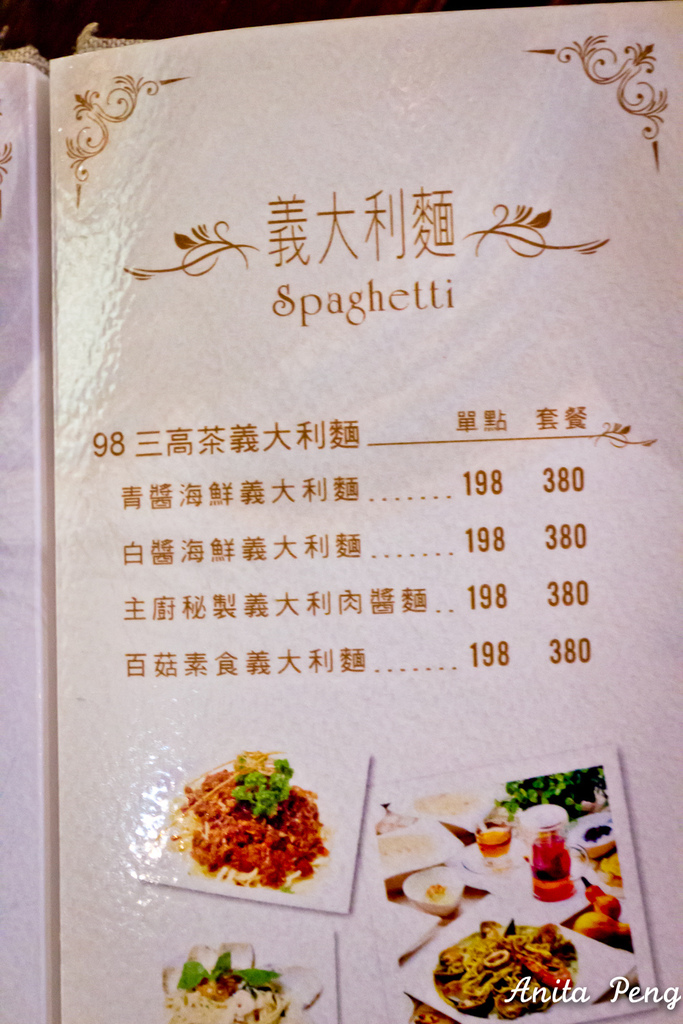 義大利麵
Spaghetti
98 三高茶義大利麵 單點 套餐
青醬海鮮義大利麵 ....... 198 380
白醬海鮮義大利麵 ....... 198 380
主廚秘製義大利肉醬麵 .. 198 380
百菇素食義大利麵 ....... 198 380
Anita Peng